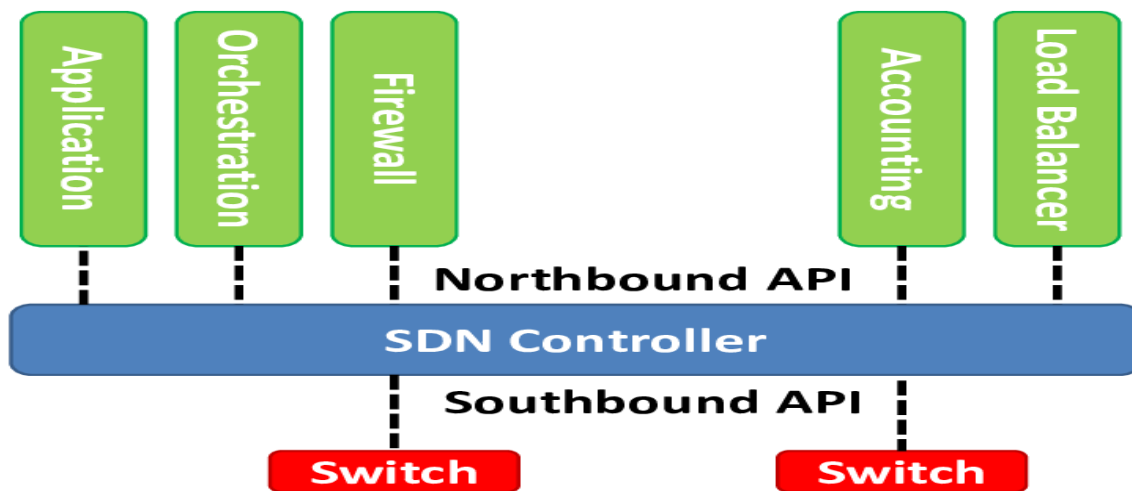 Application
Orchestration
Firewall
Accounting
Load Balancer
Northbound API
SDN Controller
Southbound API
Switch
Switch